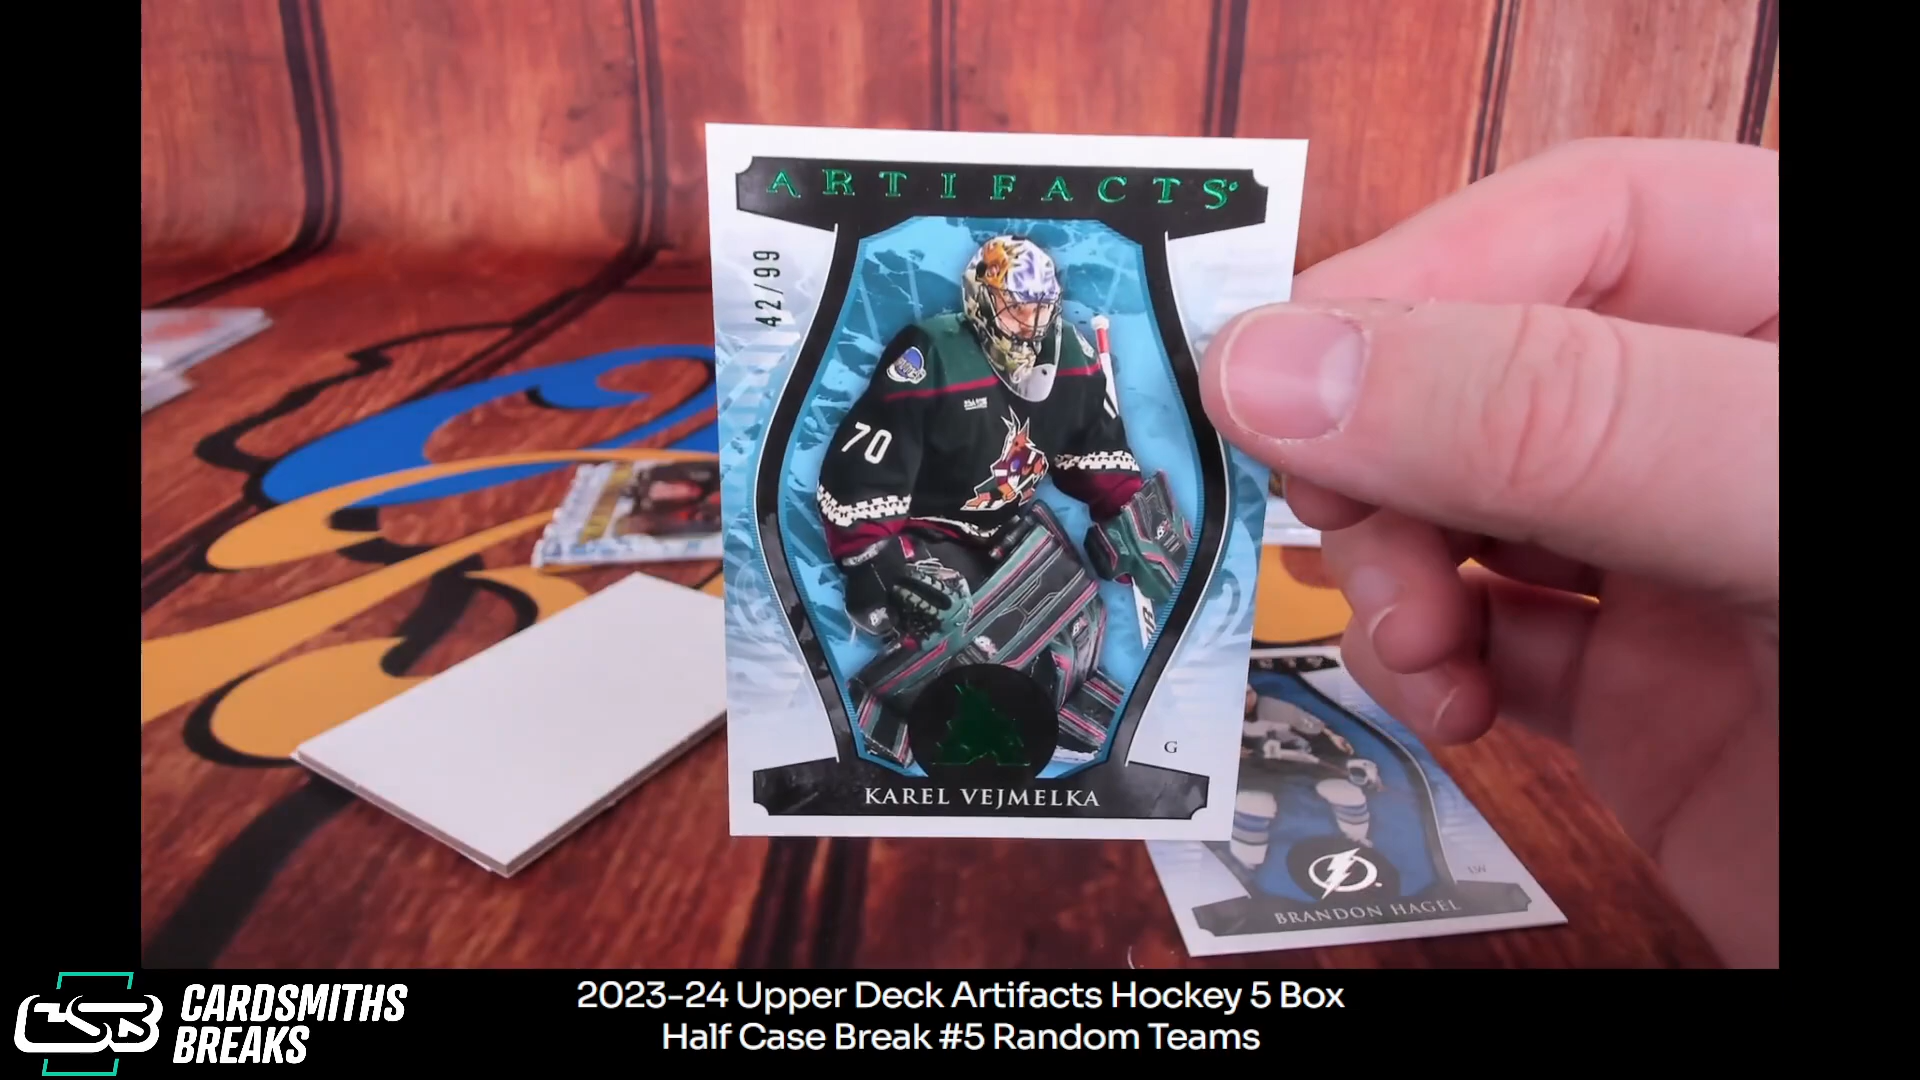 ARTIFACTS
42/99
70
G
KAREL VEJMELKA
LW
BRANDON HAGEL
CSB
CARDSMITHS
BREAKS
2023-24 Upper Deck Artifacts Hockey 5 Box
Half Case Break #5 Random Teams